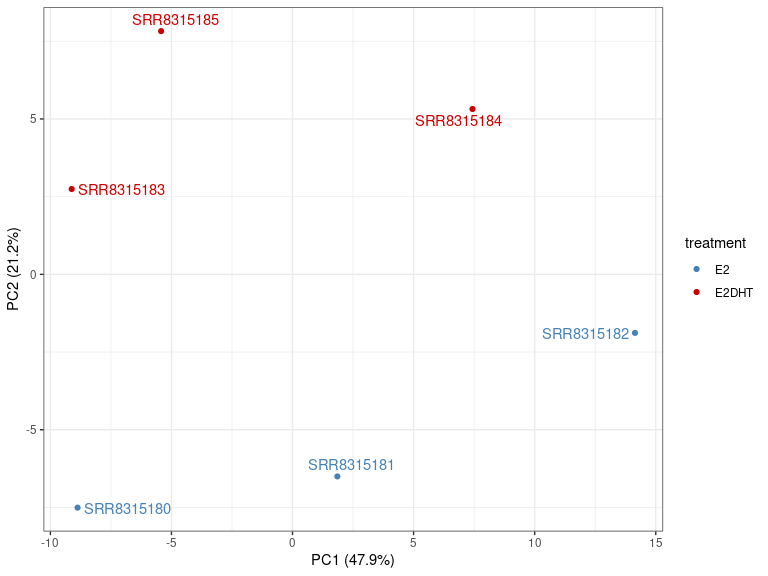 SRR8315185
SRR8315184
SRR8315183
SRR8315182
SRR8315181
SRR8315180
5
0
-5
-10
-5
0
5
10
15
PC1 (47.9%)
PC2 (21.2%)
treatment
E2
E2DHT